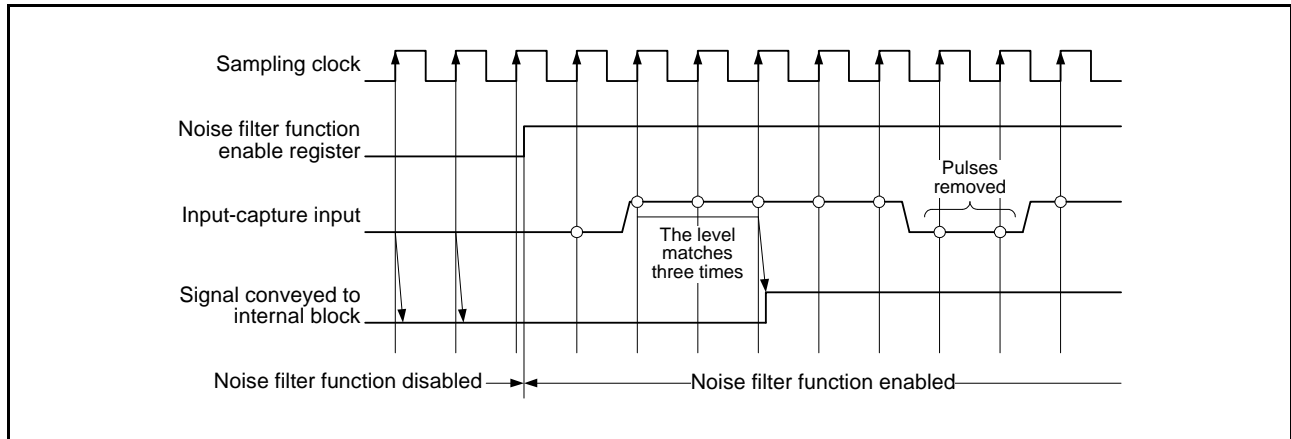 Sampling clock
Noise filter function
enable register
Pulses
removed
Input-capture input
The level
matches
three times
Signal conveyed to
internal block
Noise filter function disabled
Noise filter function enabled